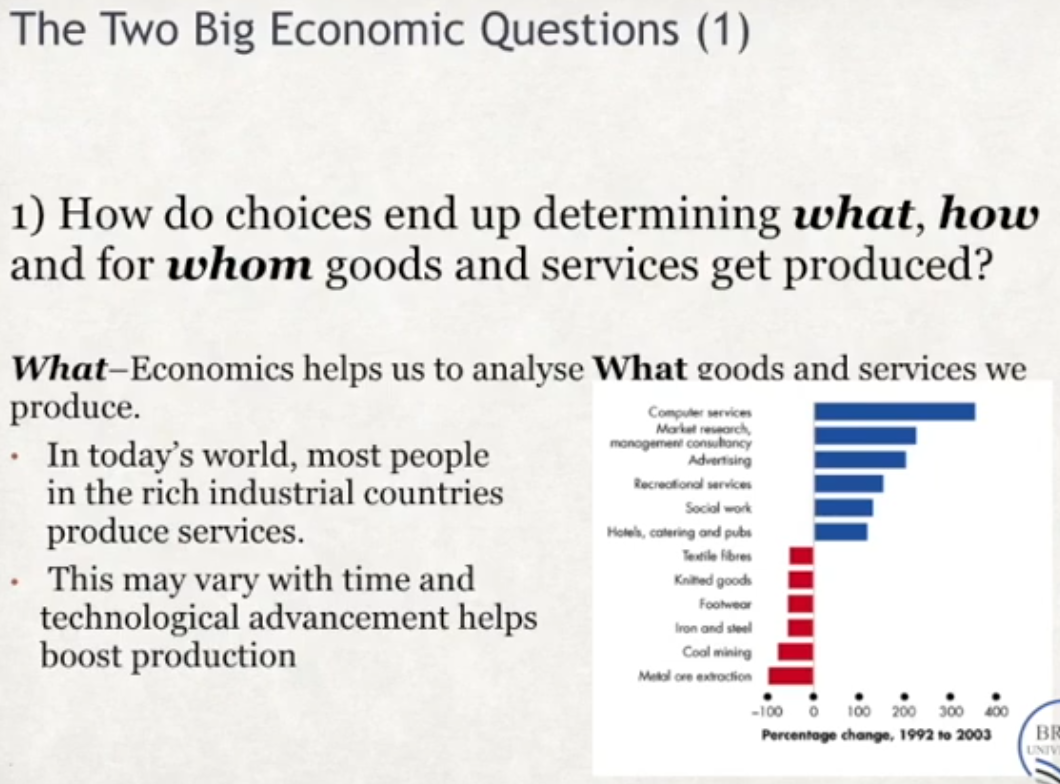 The Two Big Economic Questions (1)
1) How do choices end up determining what, how
and for whom goods and services get produced?
What–Economics helps us to analyse What goods and services we
produce.
• In today's world, most people
in the rich industrial countries
produce services.
• This may vary with time and
technological advancement helps
boost production
Computer services
Market research,
management consultancy
Advertising
Recreational services
Social work
Hotels, catering and pubs
Textile fibres
Knitted goods
Footwear
Iron and steel
Coal mining
Metal ore extraction
–100 0 100 200 300 400
Percentage change, 1992 to 2003
BR
UNIV